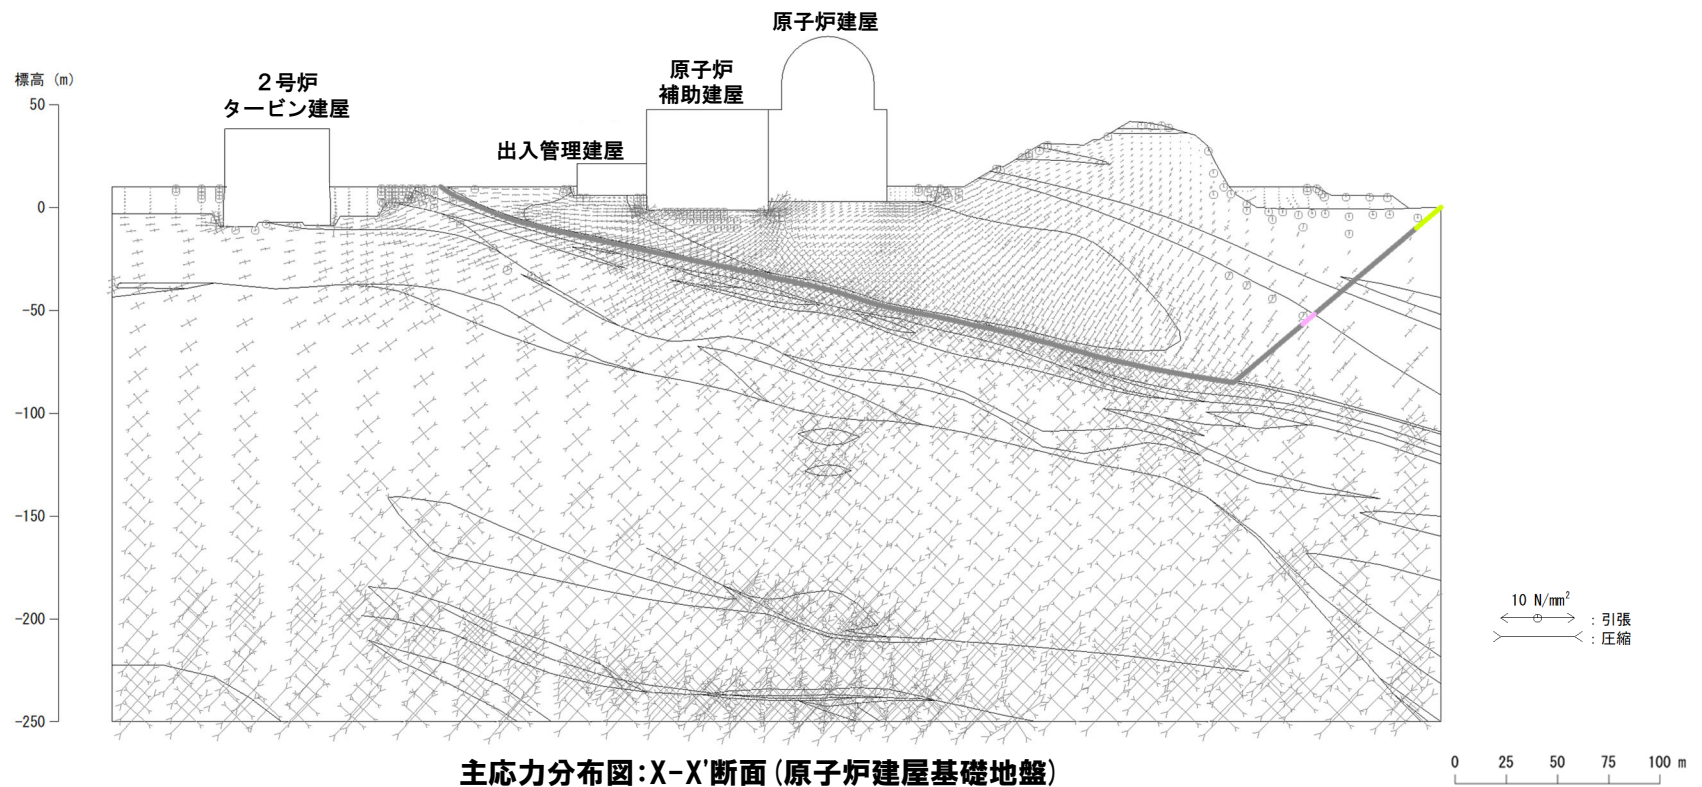 原子炉建屋
標高 (m)
2号炉
タービン建屋
原子炉
補助建屋
出入管理建屋
50
0
-50
-100
-150
-200
-250
10 N/mm²
：引張
：圧縮
主応力分布図：X-X'断面(原子炉建屋基礎地盤)
0 25 50 75 100 m